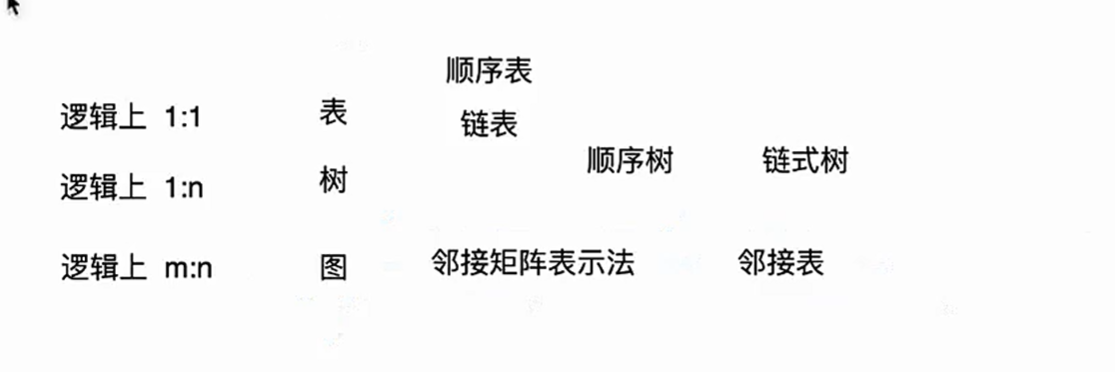 顺序表
逻辑上 1:1 表
链表
顺序树 链式树
逻辑上 1:n 树
逻辑上 m:n 图 邻接矩阵表示法 邻接表